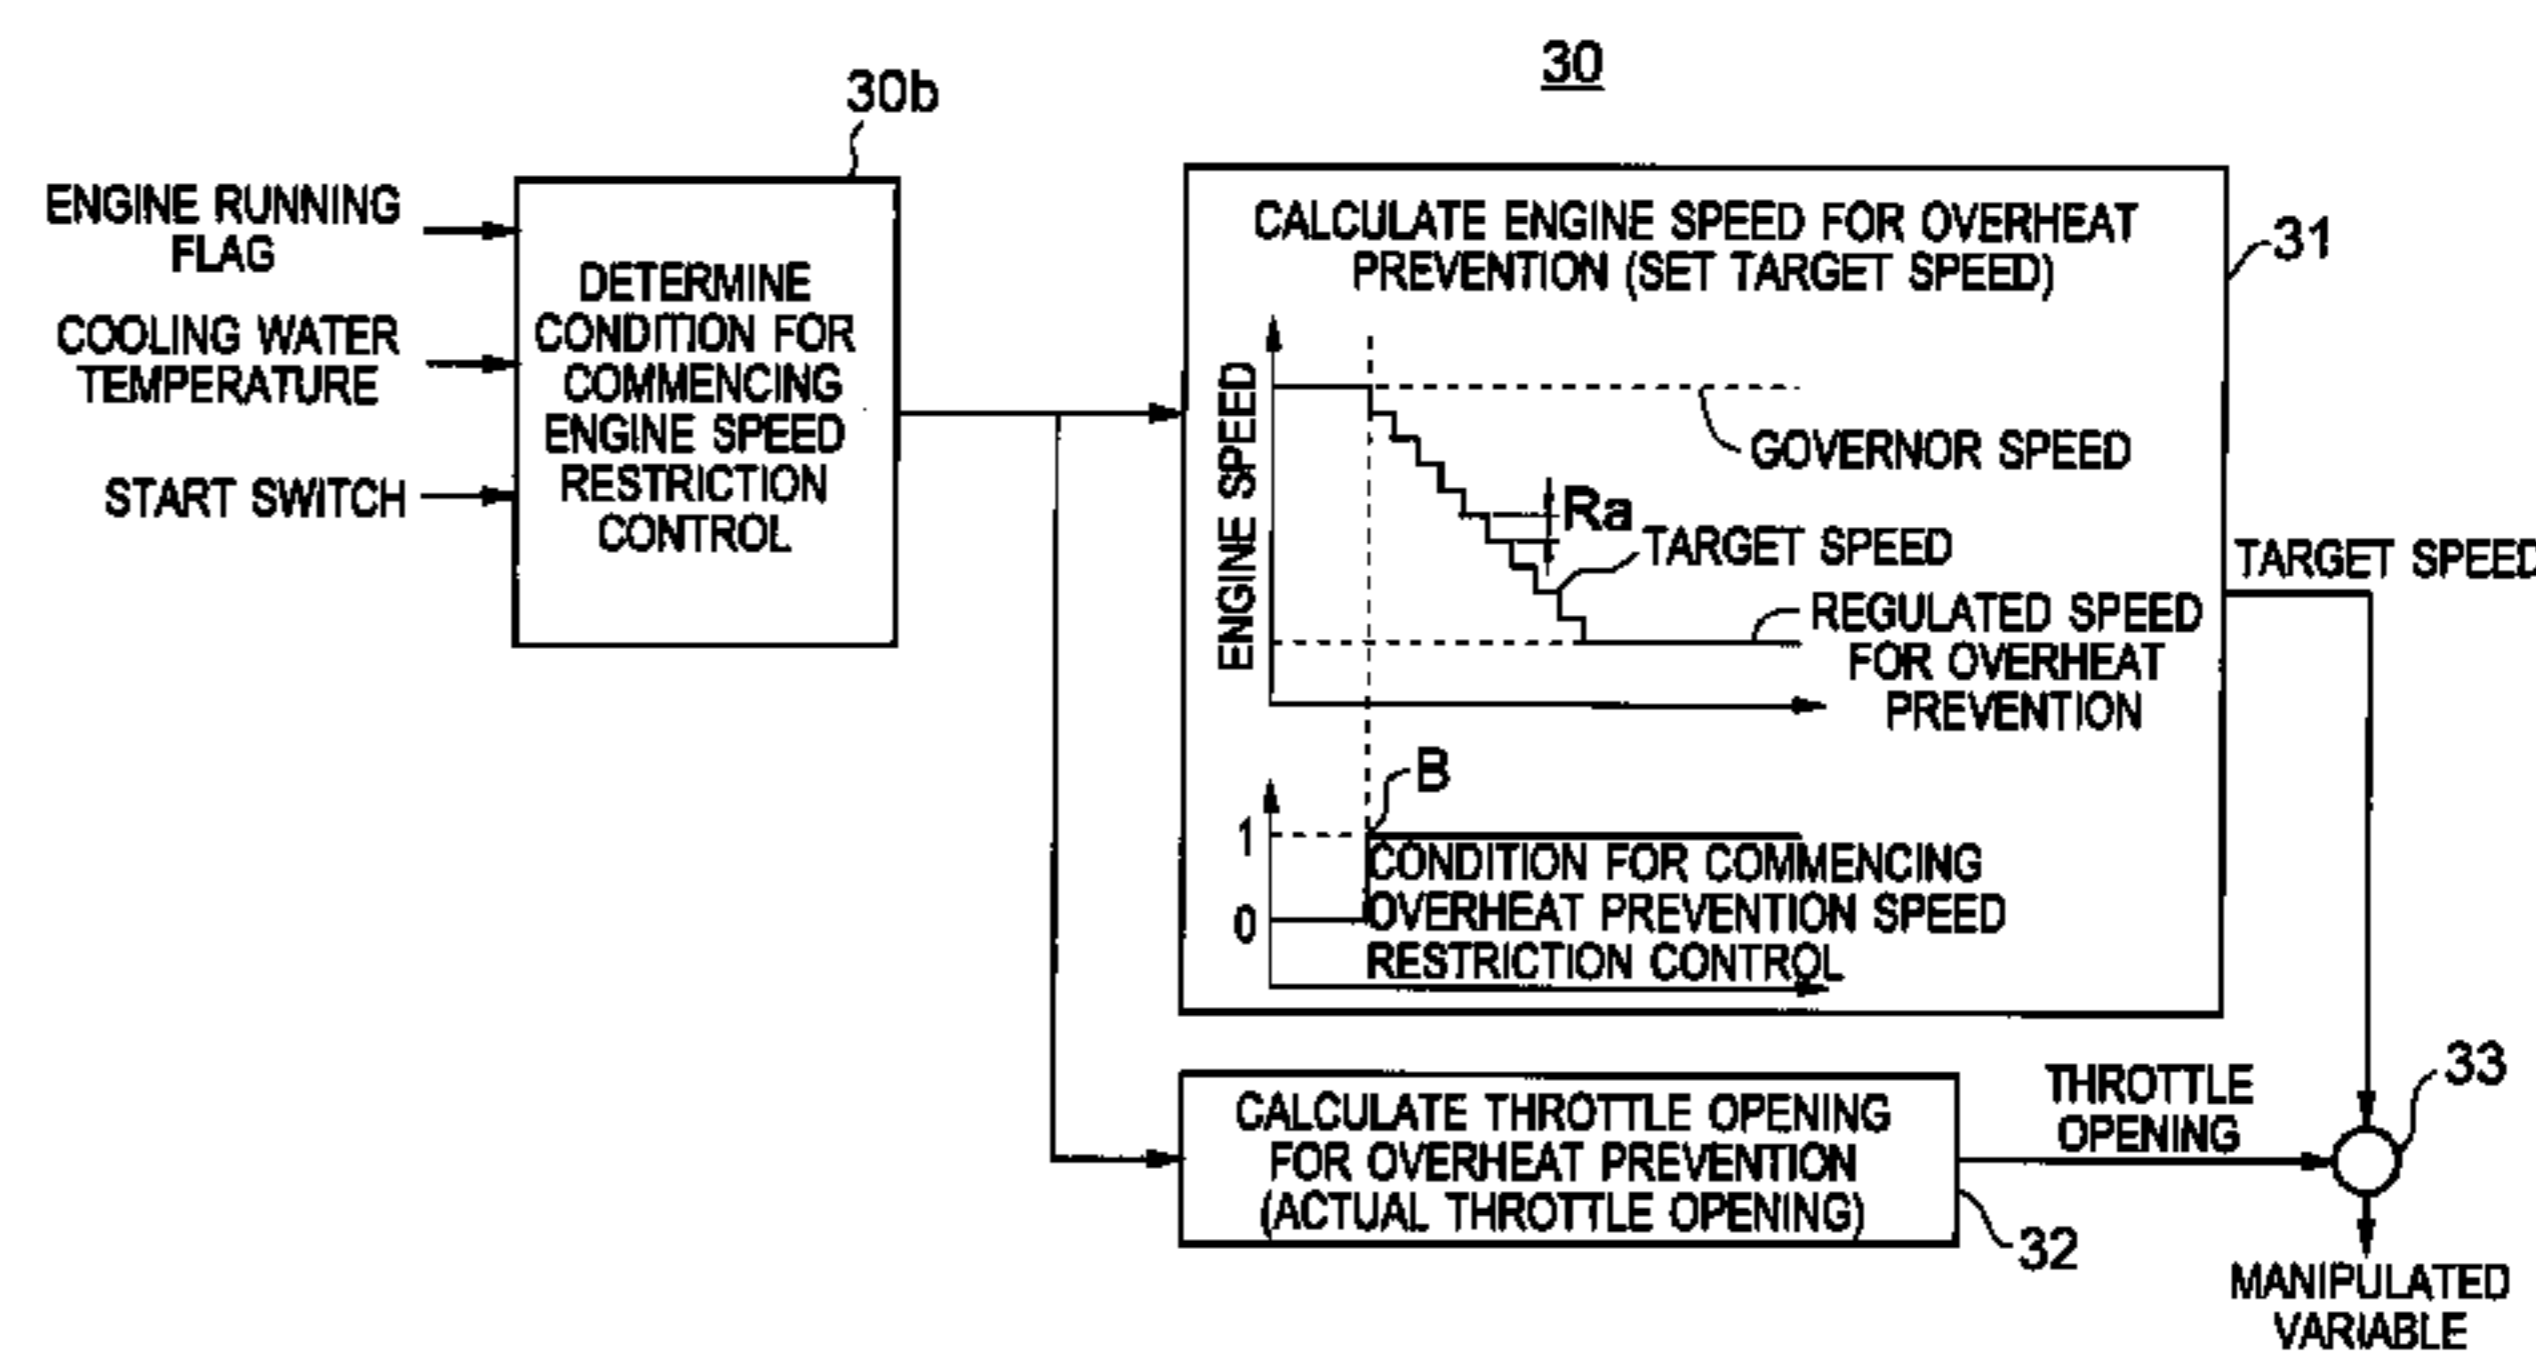 30
30b
ENGINE RUNNING
FLAG
COOLING WATER
TEMPERATURE
START SWITCH
DETERMINE
CONDITION FOR
COMMENCING
ENGINE SPEED
RESTRICTION
CONTROL
CALCULATE ENGINE SPEED FOR OVERHEAT
PREVENTION (SET TARGET SPEED)
31
ENGINE SPEED
GOVERNOR SPEED
Ra
TARGET SPEED
REGULATED SPEED
FOR OVERHEAT
PREVENTION
B
1
0
CONDITION FOR COMMENCING
OVERHEAT PREVENTION SPEED
RESTRICTION CONTROL
TARGET SPEED
CALCULATE THROTTLE OPENING
FOR OVERHEAT PREVENTION
(ACTUAL THROTTLE OPENING)
32
THROTTLE
OPENING
33
MANIPULATED
VARIABLE